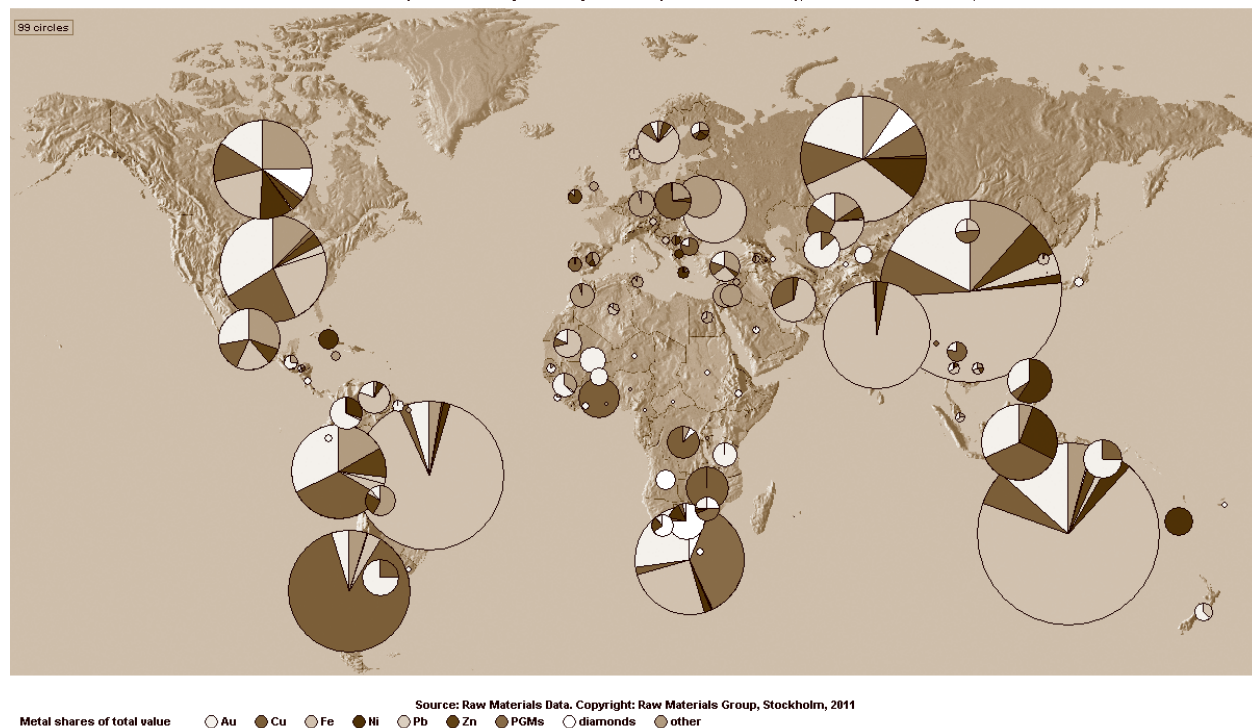 99 circles
Source: Raw Materials Data. Copyright: Raw Materials Group, Stockholm, 2011
Metal shares of total value Au Cu Fe Ni Pb Zn PGMs diamonds other